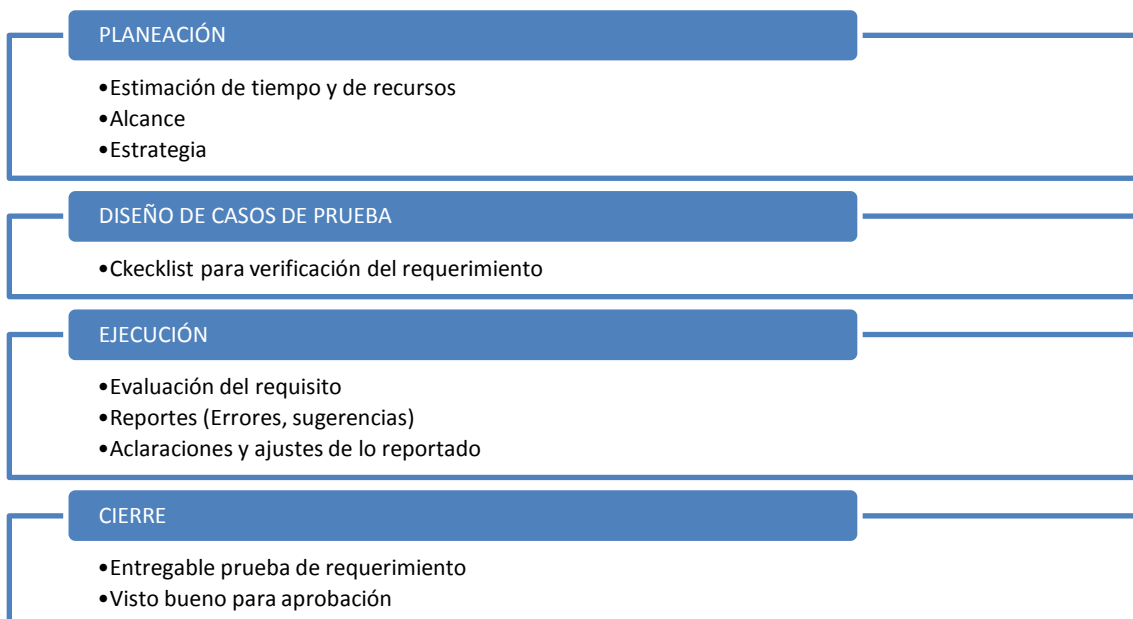 PLANEACIÓN
•Estimación de tiempo y de recursos
•Alcance
•Estrategia
DISEÑO DE CASOS DE PRUEBA
•Ckecklist para verificación del requerimiento
EJECUCIÓN
•Evaluación del requisito
•Reportes (Errores, sugerencias)
•Aclaraciones y ajustes de lo reportado
CIERRE
•Entregable prueba de requerimiento
•Visto bueno para aprobación